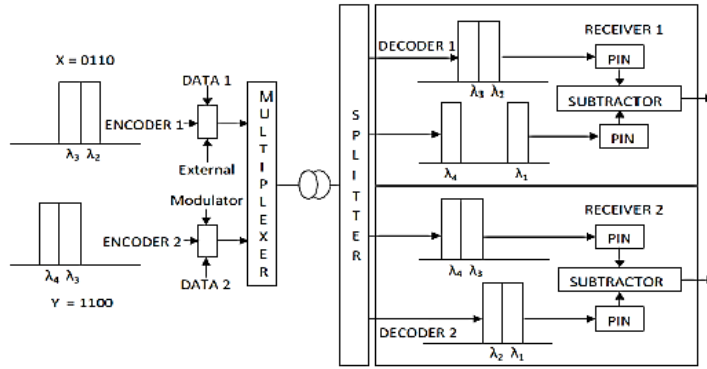 X = 0110
λ3 λ2
ENCODER 1
DATA 1
External
Modulator
λ4 λ3
Y = 1100
ENCODER 2
DATA 2
MULTIPLEXER
SPLITTER
DECODER 1
RECEIVER 1
λ3 λ2
PIN
SUBTRACTOR
λ4 λ1
PIN
RECEIVER 2
λ4 λ3
PIN
SUBTRACTOR
DECODER 2
λ2 λ1
PIN